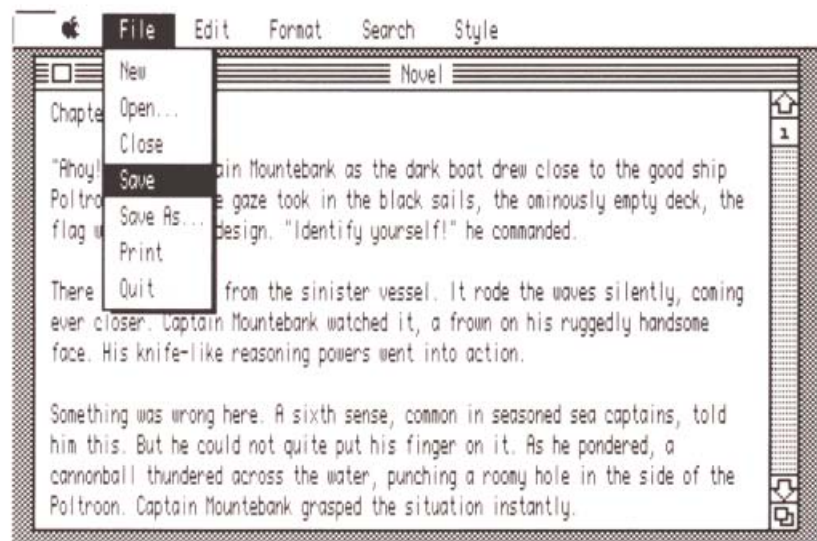 File Edit Format Search Style
Novel
New
Open...
Close
Save
Save As...
Print
Quit
Chapte
1
"Ahoy! ain Mountebank as the dark boat drew close to the good ship
Poltro e gaze took in the black sails, the ominously empty deck, the
flag w design. "Identify yourself!" he commanded.
There from the sinister vessel. It rode the waves silently, coming
ever closer. Captain Mountebank watched it, a frown on his ruggedly handsome
face. His knife-like reasoning powers went into action.
Something was wrong here. A sixth sense, common in seasoned sea captains, told
him this. But he could not quite put his finger on it. As he pondered, a
cannonball thundered across the water, punching a roomy hole in the side of the
Poltroon. Captain Mountebank grasped the situation instantly.